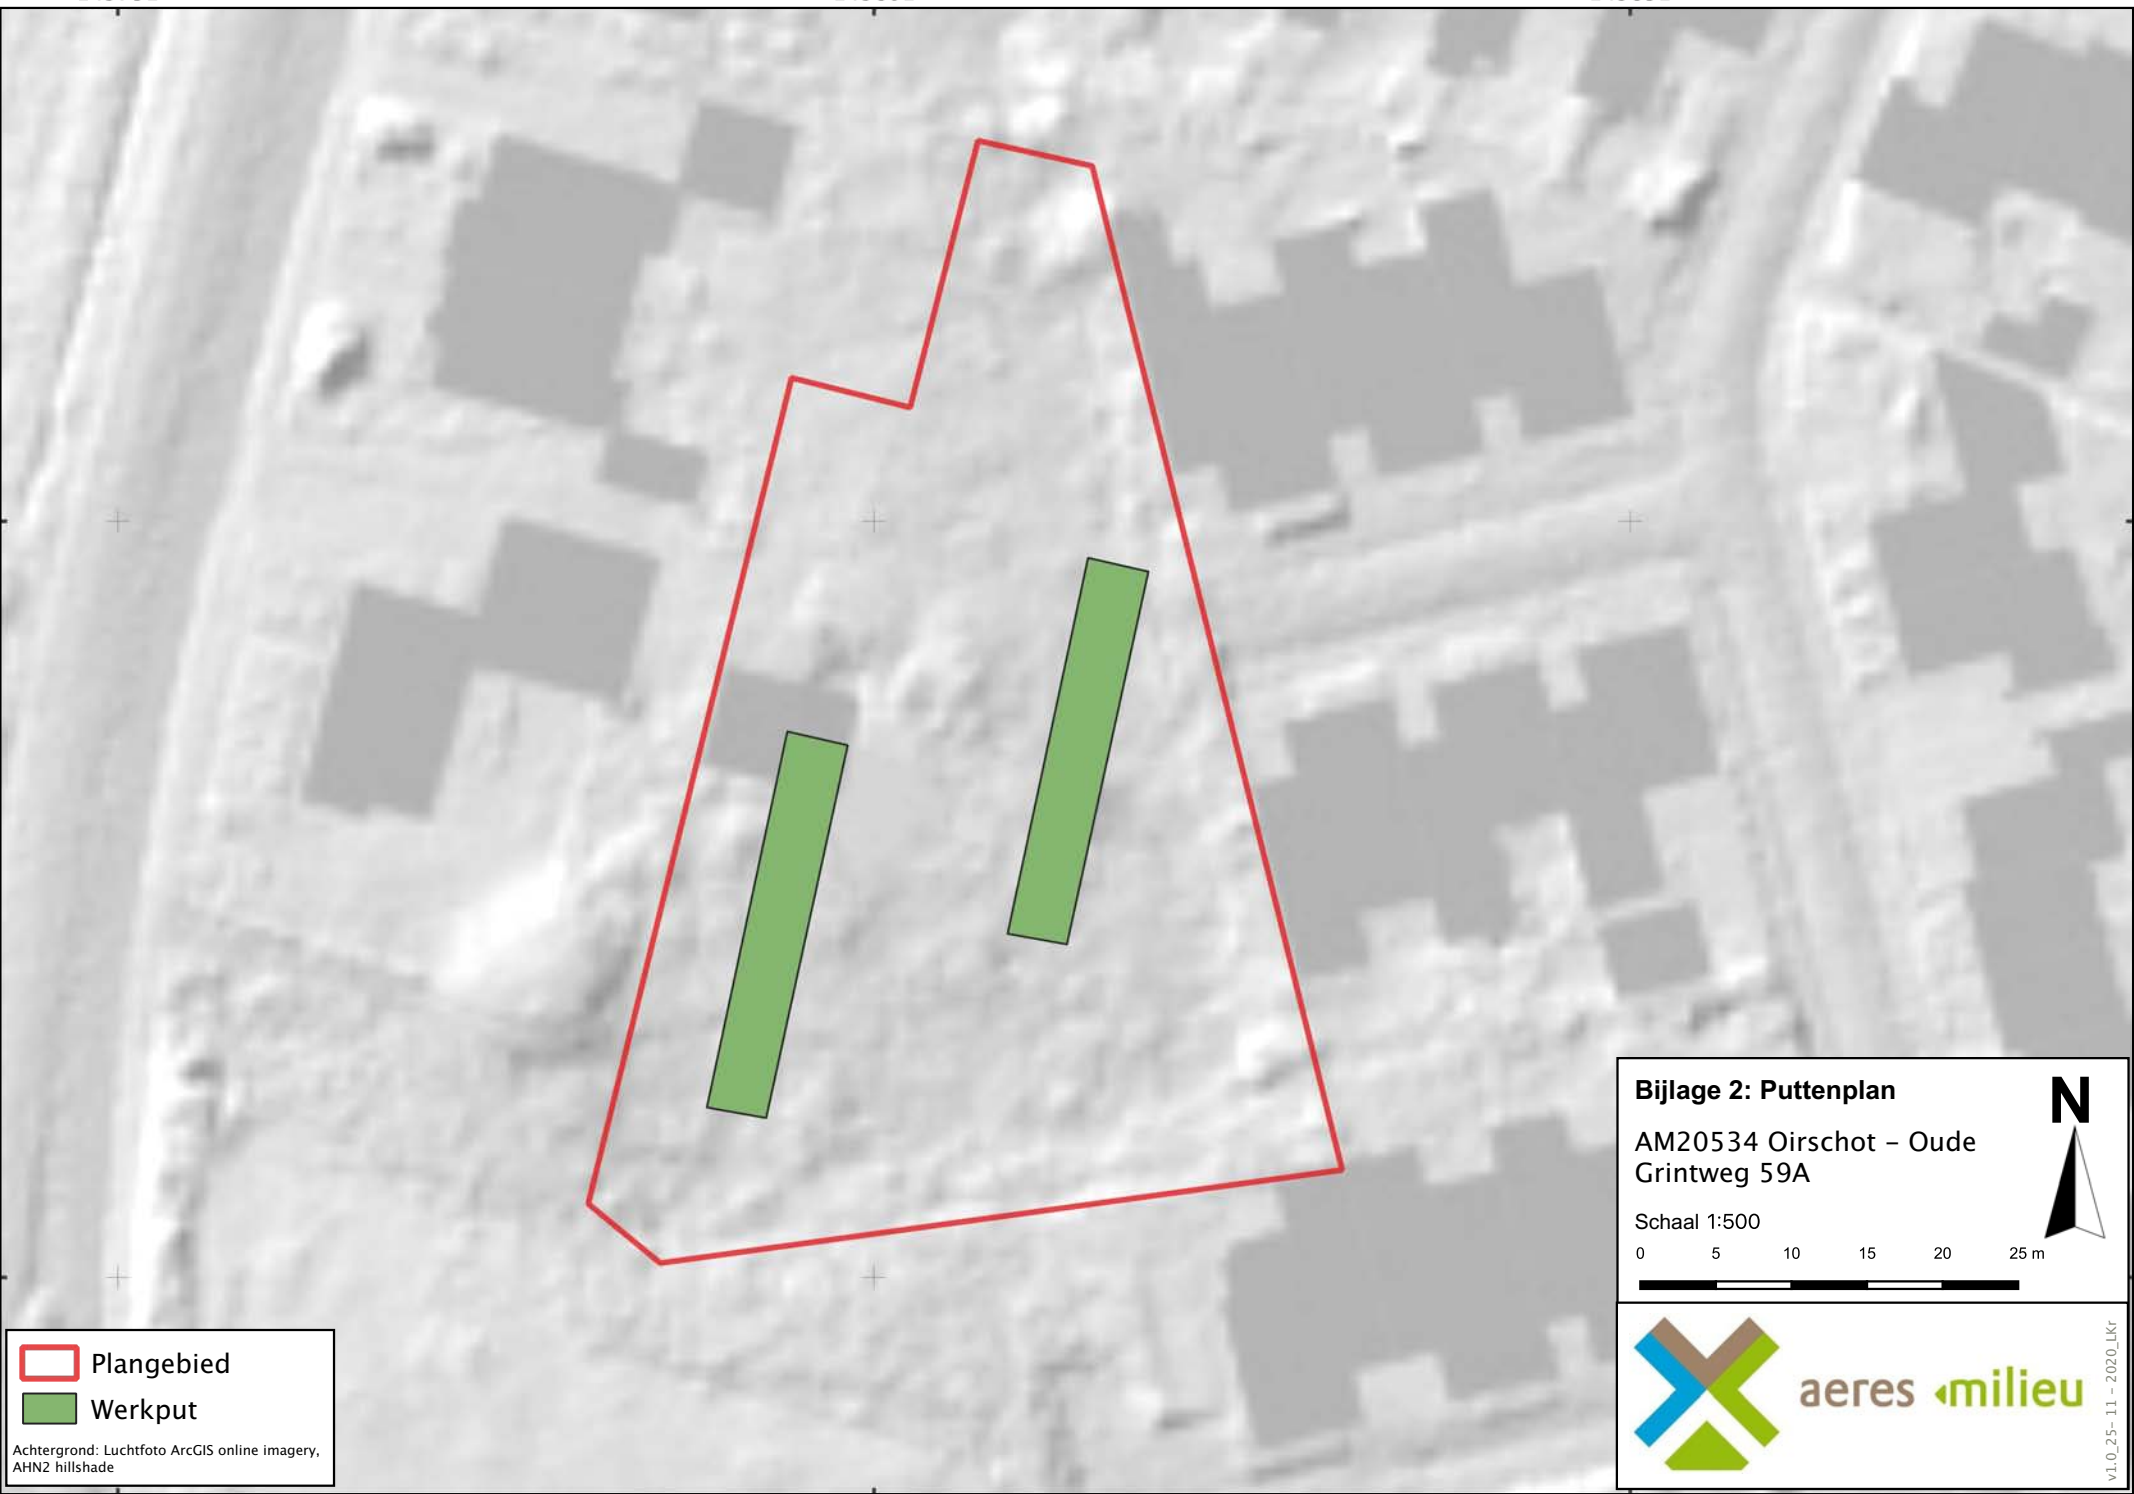 Bijlage 2: Puttenplan
N
AM20534 Oirschot – Oude
Grintweg 59A
Schaal 1:500
0 5 10 15 20 25 m
aeres milieu
v1.0_25-11-2020_LKr
Plangebied
Werkput
Achtergrond: Luchtfoto ArcGIS online imagery,
AHN2 hillshade